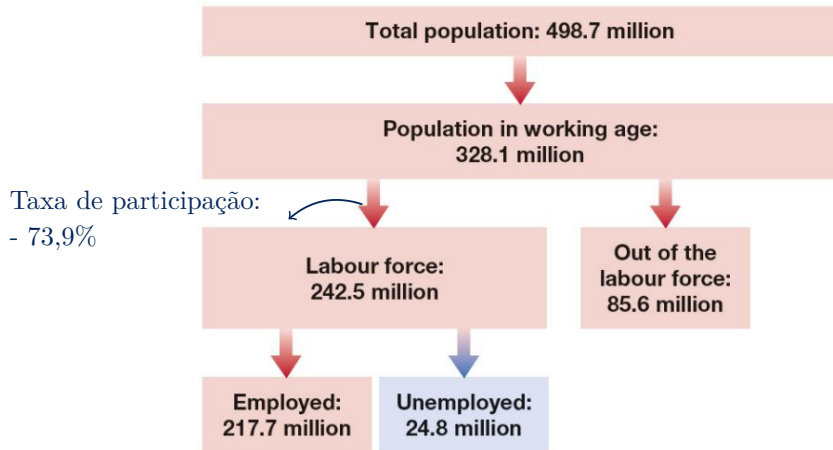 Total population: 498.7 million
Population in working age:
328.1 million
Taxa de participação:
- 73,9%
Labour force:
242.5 million
Out of the
labour force:
85.6 million
Employed:
217.7 million
Unemployed:
24.8 million